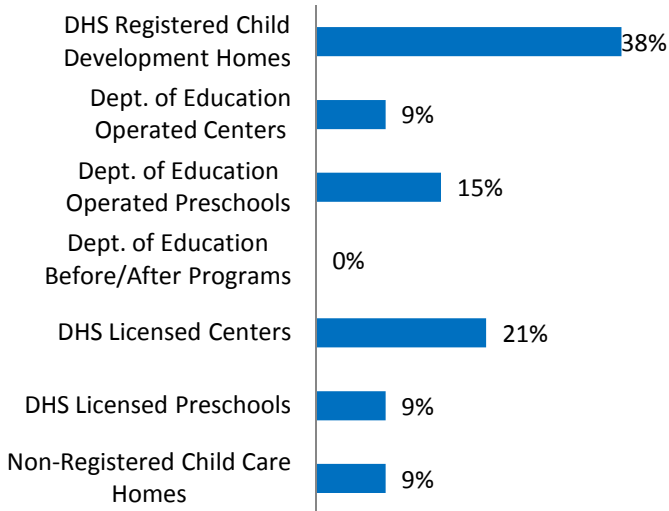 DHS Registered Child
Development Homes
38%
Dept. of Education
Operated Centers
9%
Dept. of Education
Operated Preschools
15%
Dept. of Education
Before/After Programs
0%
DHS Licensed Centers
21%
DHS Licensed Preschools
9%
Non-Registered Child Care
Homes
9%